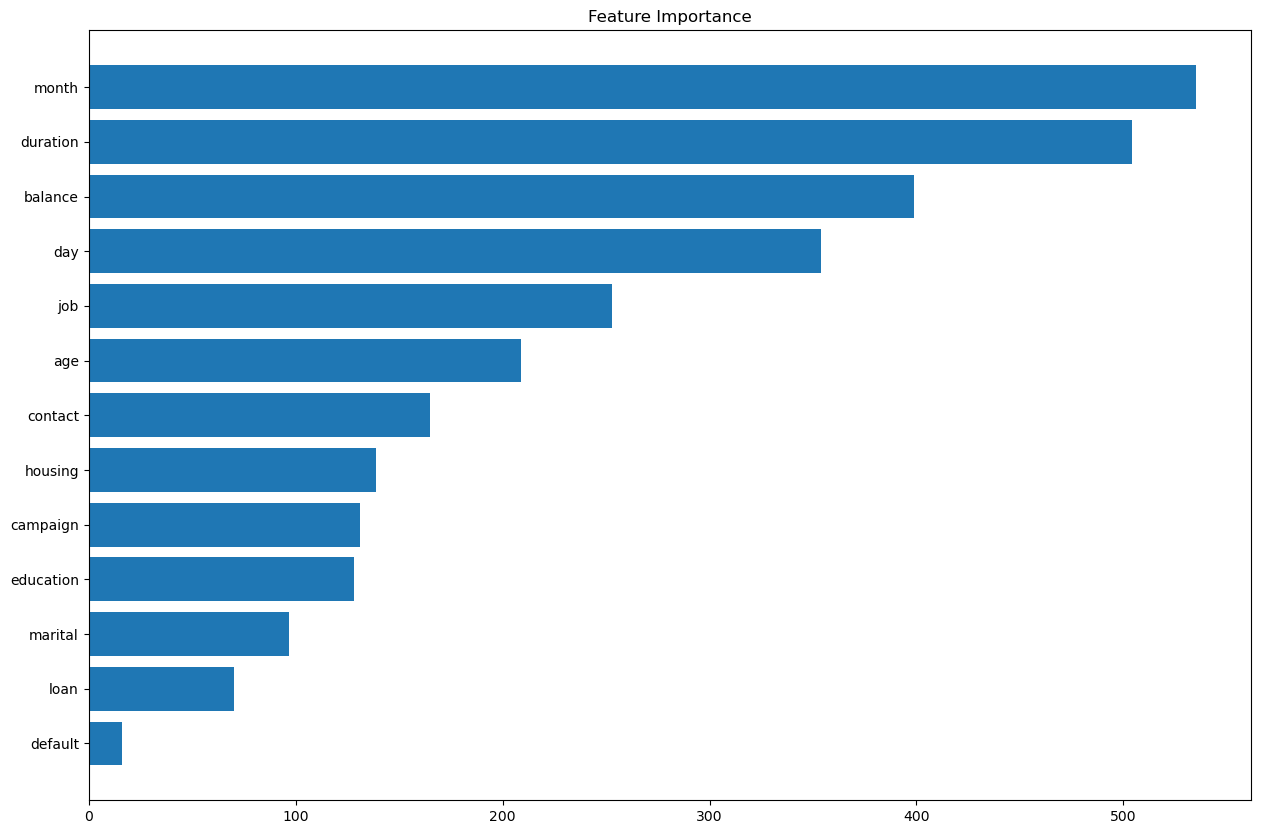 Feature Importance
month
duration
balance
day
job
age
contact
housing
campaign
education
marital
loan
default
0 100 200 300 400 500